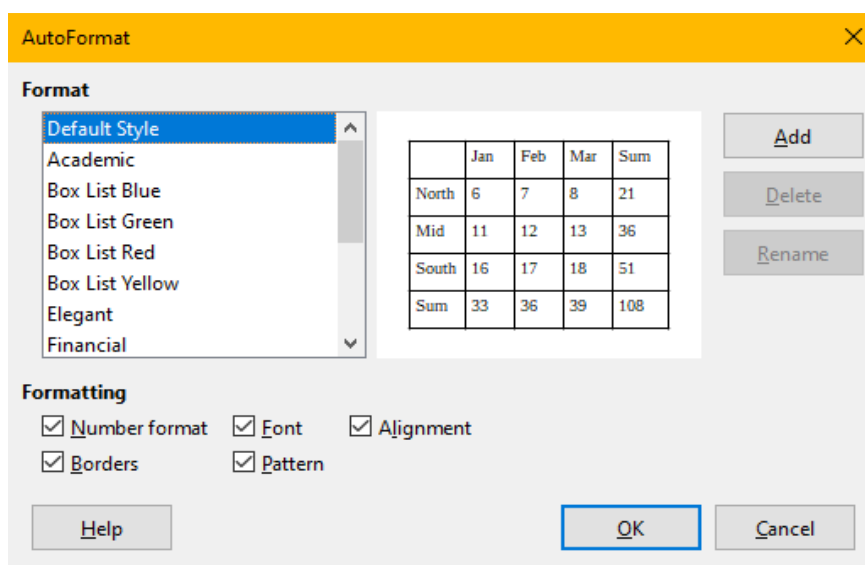 AutoFormat
Format
Default Style
Academic
Box List Blue
Box List Green
Box List Red
Box List Yellow
Elegant
Financial
Jan Feb Mar Sum
North 6 7 8 21
Mid 11 12 13 36
South 16 17 18 51
Sum 33 36 39 108
Add
Delete
Rename
Formatting
Number format Font Alignment
Borders Pattern
Help OK Cancel